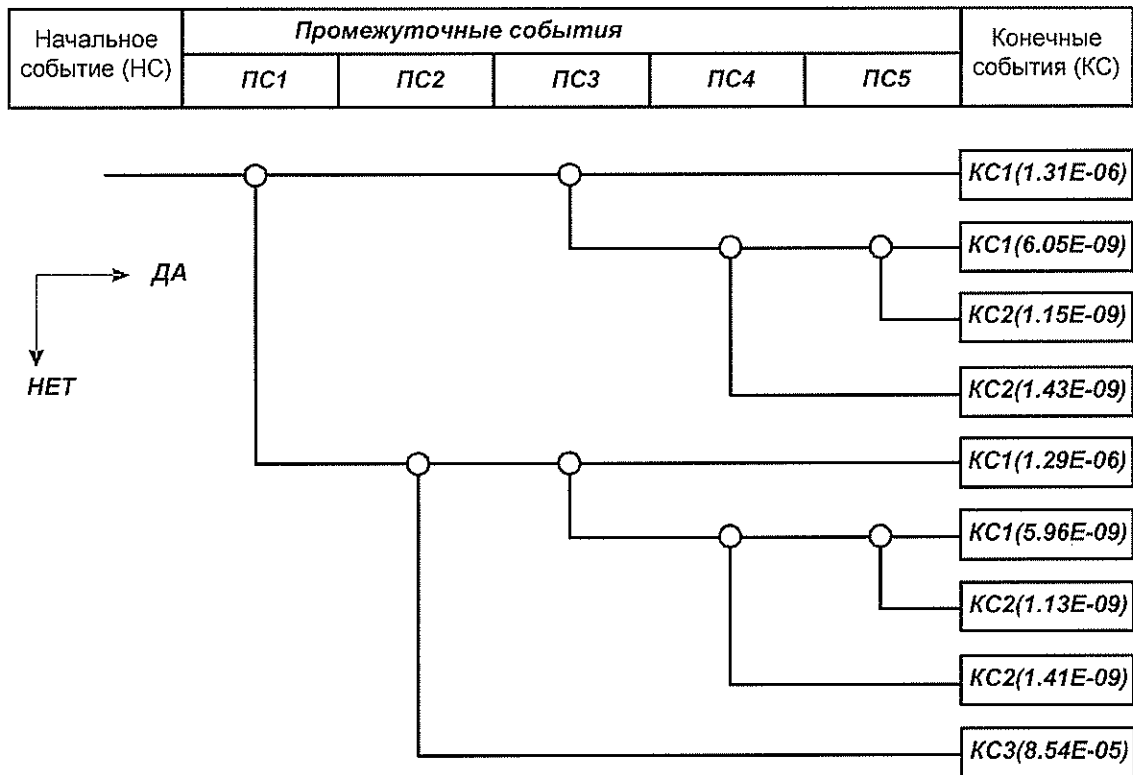 Начальное
событие (НС)
Промежуточные события
ПС1 ПС2 ПС3 ПС4 ПС5
Конечные
события (КС)
КС1(1.31E-06)
КС1(6.05E-09)
ДА
КС2(1.15E-09)
НЕТ
КС2(1.43E-09)
КС1(1.29E-06)
КС1(5.96E-09)
КС2(1.13E-09)
КС2(1.41E-09)
КС3(8.54E-05)